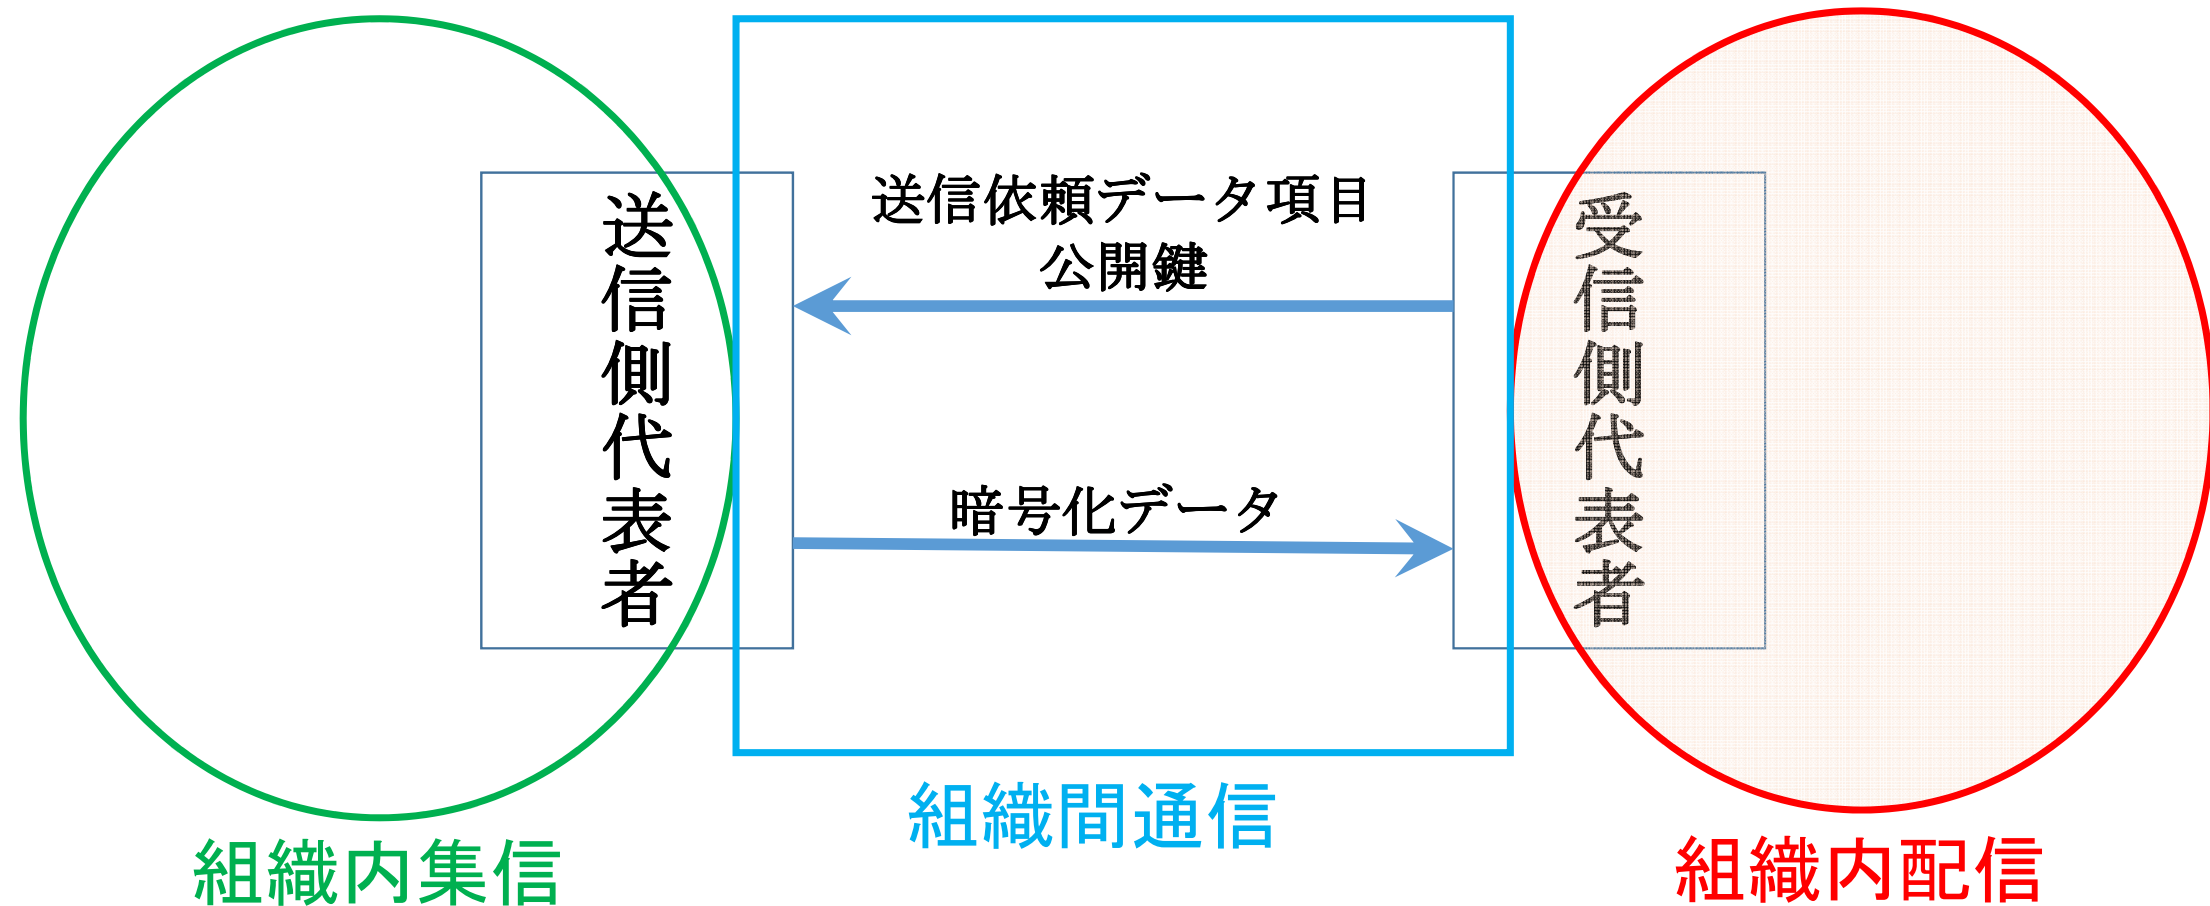 送信側代表者
送信依頼データ項目
公開鍵
暗号化データ
受信側代表者
組織内集信
組織間通信
組織内配信